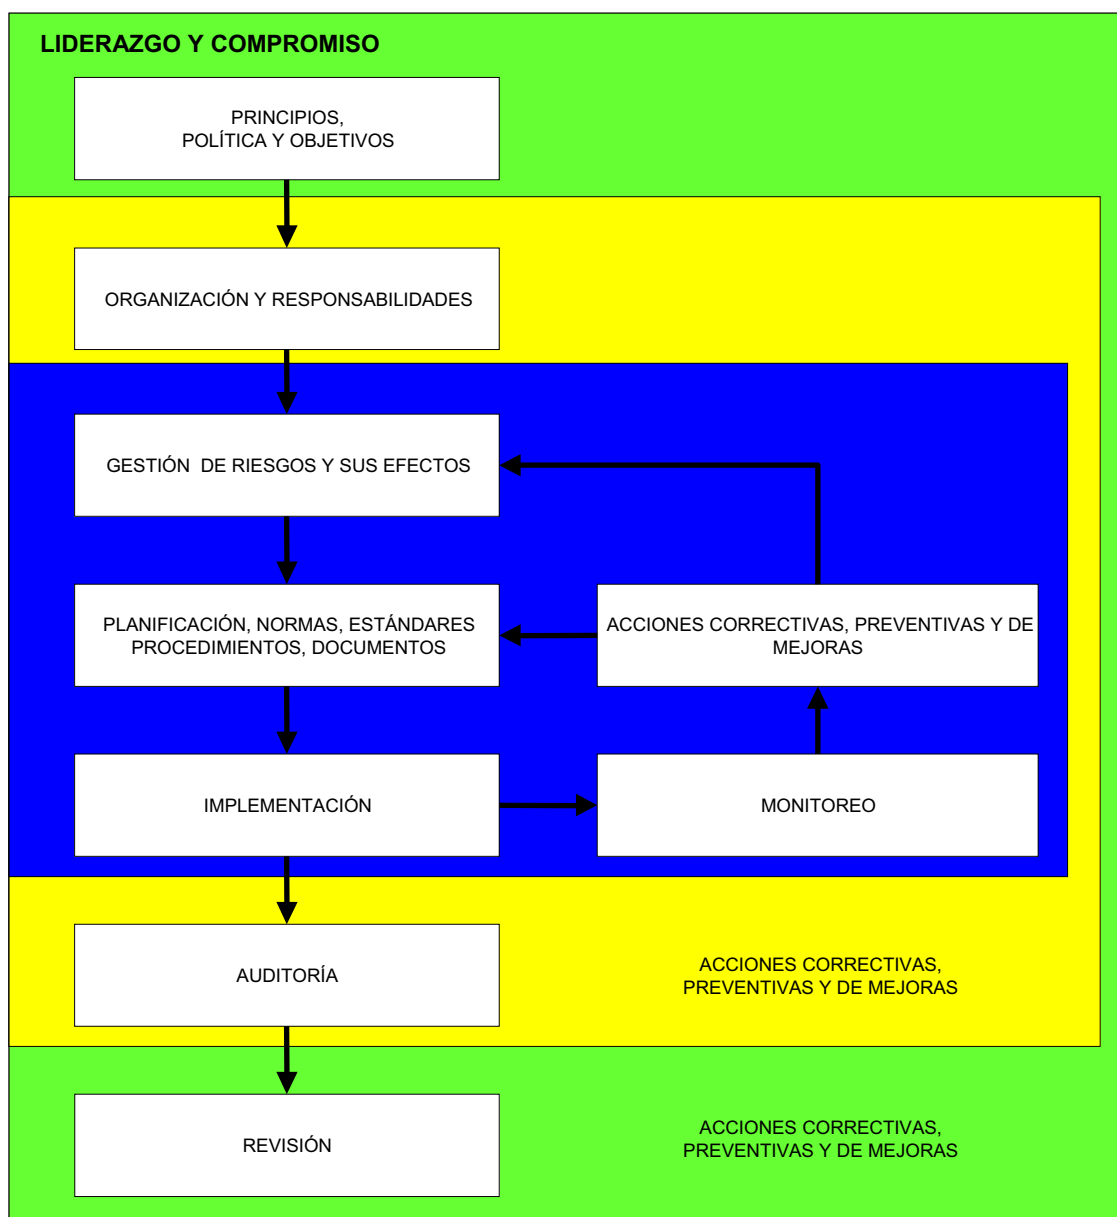 LIDERAZGO Y COMPROMISO
PRINCIPIOS,
POLÍTICA Y OBJETIVOS
ORGANIZACIÓN Y RESPONSABILIDADES
GESTIÓN DE RIESGOS Y SUS EFECTOS
PLANIFICACIÓN, NORMAS, ESTÁNDARES
PROCEDIMIENTOS, DOCUMENTOS
ACCIONES CORRECTIVAS, PREVENTIVAS Y DE
MEJORAS
IMPLEMENTACIÓN
MONITOREO
AUDITORÍA
ACCIONES CORRECTIVAS,
PREVENTIVAS Y DE MEJORAS
REVISIÓN
ACCIONES CORRECTIVAS,
PREVENTIVAS Y DE MEJORAS